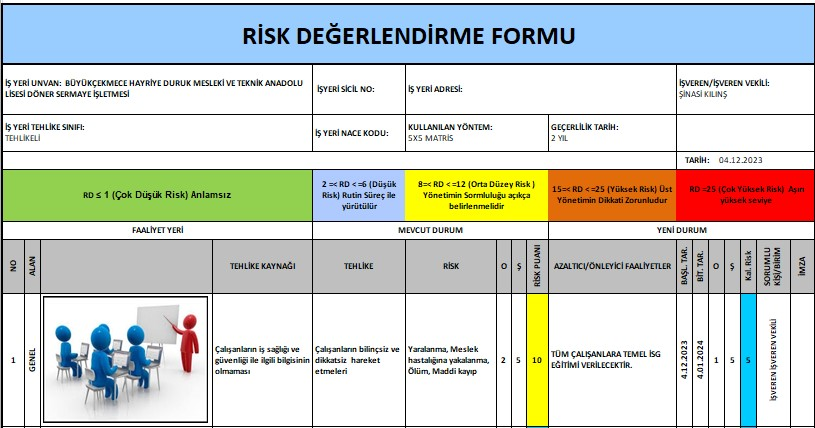 RİSK DEĞERLENDİRME FORMU
İŞ YERİ UNVAN: BÜYÜKÇEKMECE HAYRİYE DURUK MESLEKİ VE TEKNİK ANADOLU
LİSESİ DÖNER SERMAYE İŞLETMESİ
İŞYERİ SİCİL NO:
İŞ YERİ ADRESİ:
İŞVEREN/İŞVEREN VEKİLİ:
ŞİNASİ KILINŞ
İŞ YERİ TEHLİKE SINIFI:
TEHLİKELİ
İŞ YERİ NACE KODU:
KULLANILAN YÖNTEM:
5X5 MATRİS
GEÇERLİLİK TARİH:
2 YIL
TARİH: 04.12.2023
RD ≤ 1 (Çok Düşük Risk) Anlamsız
2 =< RD < =6 (Düşük
Risk) Rutin Süreç ile
yürütülür
8=< RD < =12 (Orta Düzey Risk )
Yönetimin Sormluluğu açıkça
belirlenmelidir
15=< RD < =25 (Yüksek Risk) Üst
Yönetimin Dikkati Zorunludur
RD =25 (Çok Yüksek Risk) Aşırı
yüksek seviye
FAALİYET YERİ
MEVCUT DURUM
YENİ DURUM
NO
ALAN
TEHLİKE KAYNAĞI
TEHLİKE
RİSK
O
Ş
RİSK PUANI
AZALTICI/ÖNLEYİCİ FAALİYETLER
BAŞL. TAR.
BİT. TAR.
O
Ş
Kal. Risk
SORUMLU
KİŞİ/BİRİM
İMZA
1
GENEL
Çalışanların iş sağlığı ve
güvenliği ile ilgili bilgisinin
olmaması
Çalışanların bilinçsiz ve
dikkatsiz hareket
etmeleri
Yaralanma, Meslek
hastalığına yakalanma,
Ölüm, Maddi kayıp
2
5
10
TÜM ÇALIŞANLARA TEMEL İSG
EĞİTİMİ VERİLECEKTİR.
4.12.2023
4.01.2024
1
5
5
İŞVEREN İŞVEREN VEKİLİ